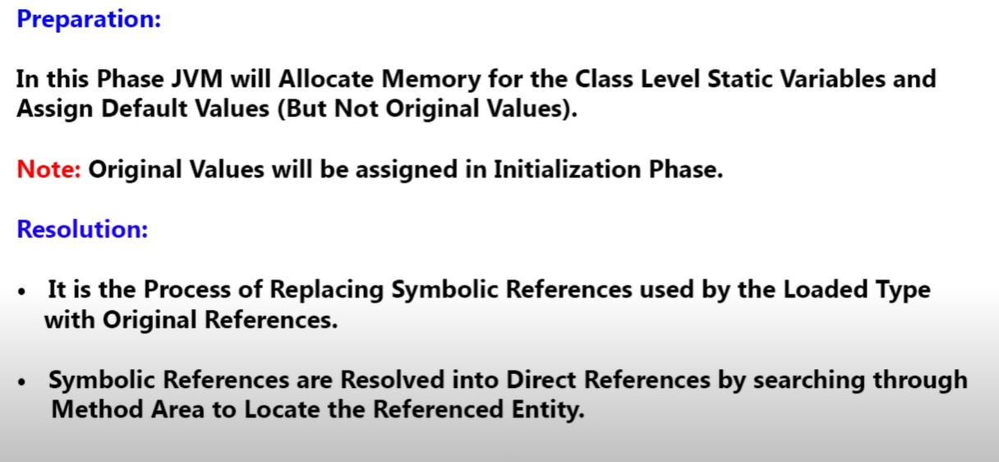 Preparation:
In this Phase JVM will Allocate Memory for the Class Level Static Variables and
Assign Default Values (But Not Original Values).
Note: Original Values will be assigned in Initialization Phase.
Resolution:
• It is the Process of Replacing Symbolic References used by the Loaded Type
with Original References.
• Symbolic References are Resolved into Direct References by searching through
Method Area to Locate the Referenced Entity.